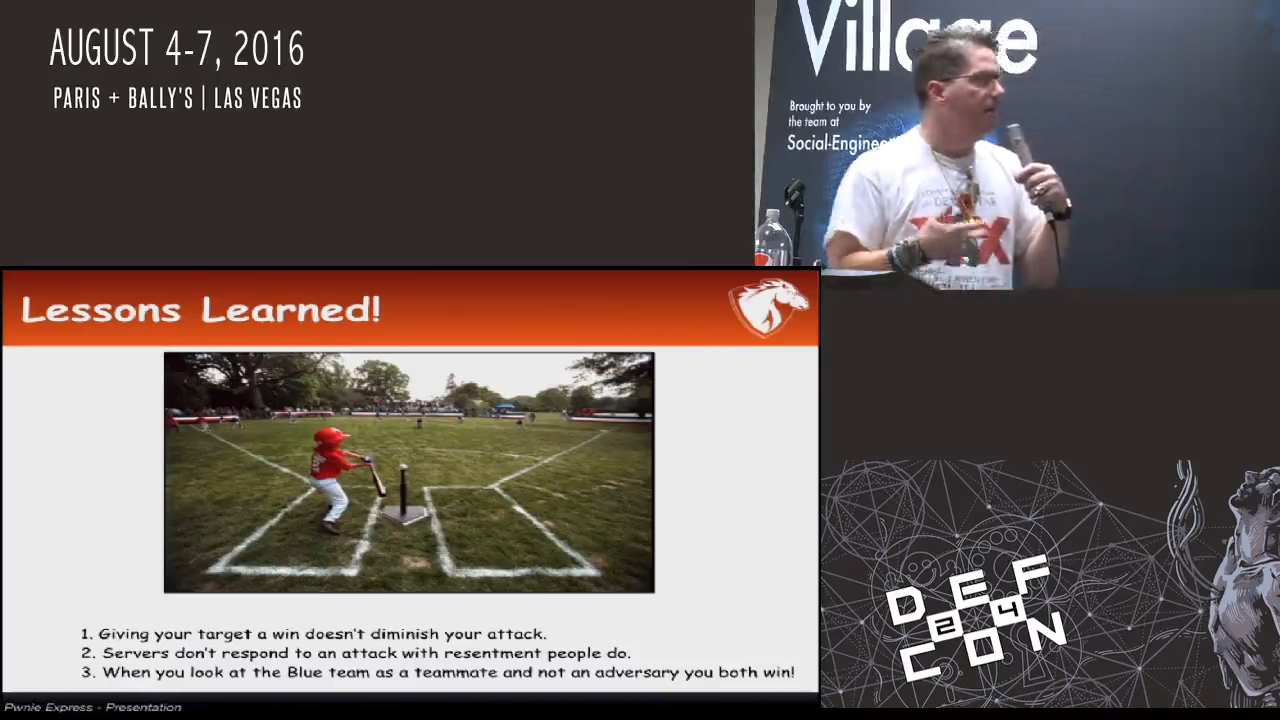 AUGUST 4-7, 2016
PARIS + BALLY'S | LAS VEGAS
Village
Brought to you by
the team at
Lessons Learned!
1. Giving your target a win doesn't diminish your attack.
2. Servers don't respond to an attack with resentment people do.
3. When you look at the Blue team as a teammate and not an adversary you both win!
DEF
24
CON
Pwnie Express - Presentation